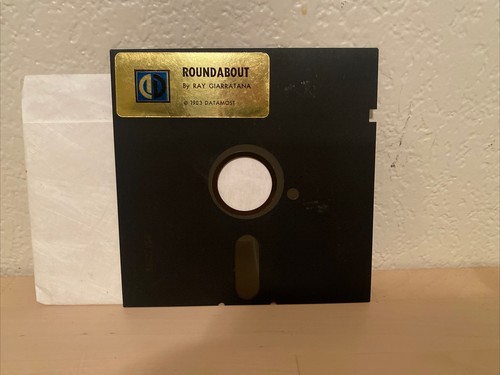 ROUNDABOUT
By RAY GIARRATANA
© 1983 DATAMOST